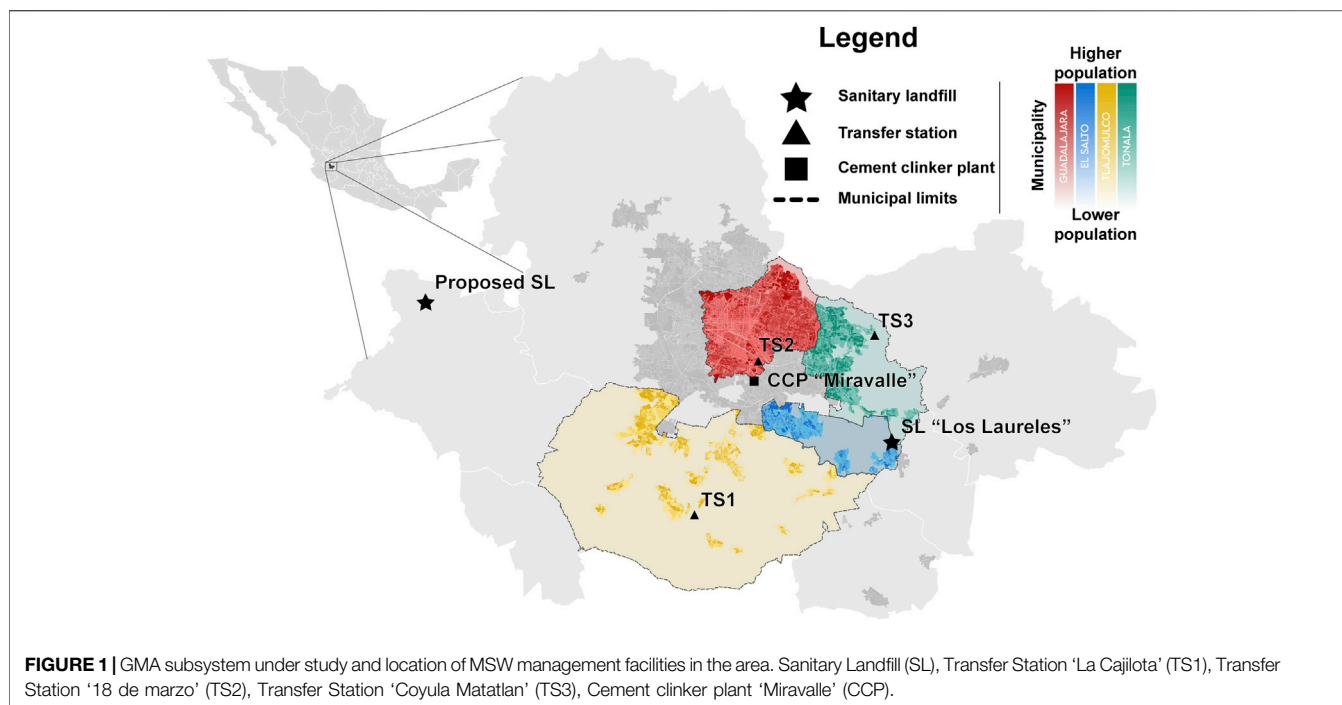 Legend
Sanitary landfill
Transfer station
Cement clinker plant
Municipal limits
Higher
population
Municipality
GUADALAJARA
EL SALTO
TLAJOMULCO
TONALA
Lower
population
Proposed SL
TS3
TS2
CCP “Miravalle”
SL “Los Laureles”
TS1
FIGURE 1 | GMA subsystem under study and location of MSW management facilities in the area. Sanitary Landfill (SL), Transfer Station ‘La Cajilota’ (TS1), Transfer
Station ‘18 de marzo’ (TS2), Transfer Station ‘Coyula Matatlan’ (TS3), Cement clinker plant ‘Miravalle’ (CCP).